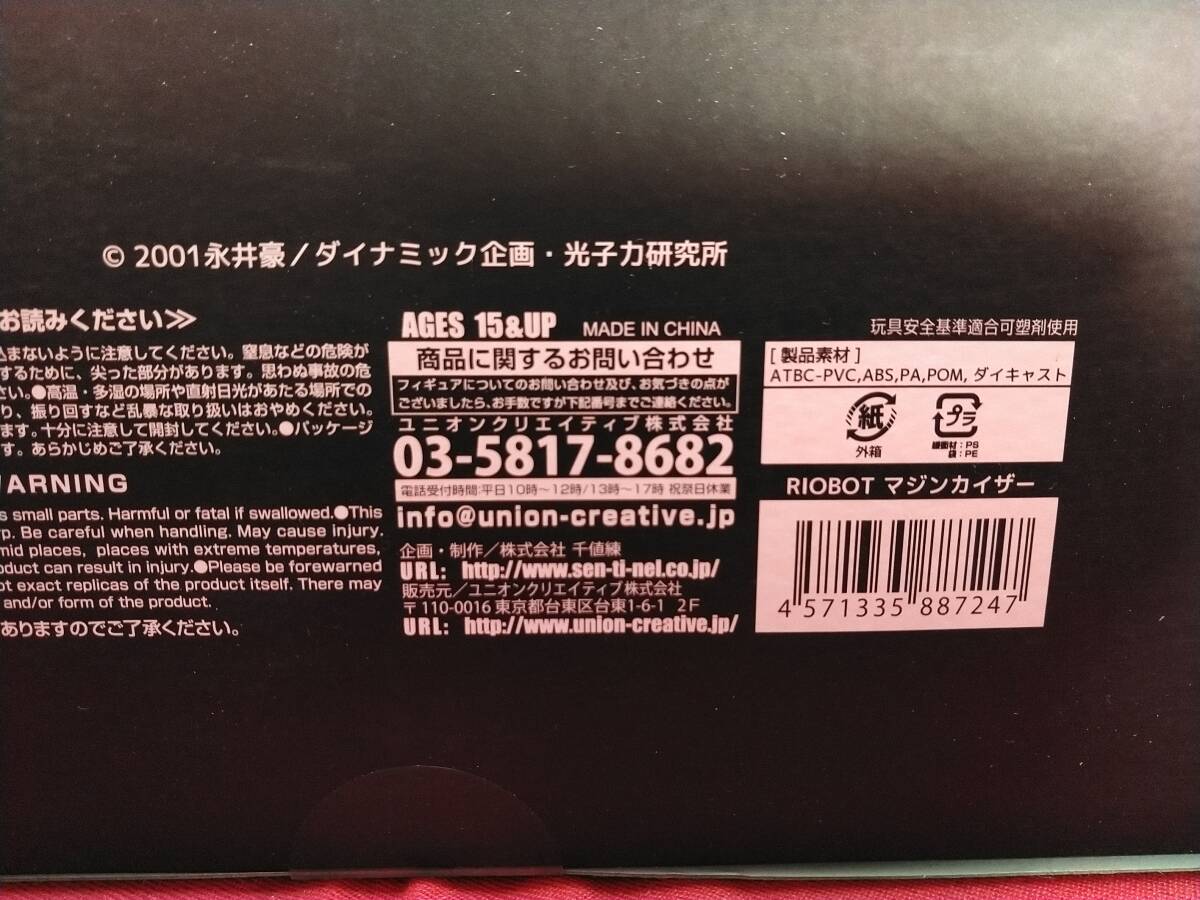 © 2001永井豪／ダイナミック企画・光子力研究所
お読みください≫
込まないように注意してください。窒息などの危険が
するために、尖った部分があります。思わぬ事故の危
さい。●高温・多湿の場所や直射日光があたる場所での
り、振り回すなど乱暴な取り扱いはおやめください。
ます。十分に注意して開封してください。●パッケージ
す。あらかじめご了承ください。
WARNING
s small parts. Harmful or fatal if swallowed.●This
rp. Be careful when handling. May cause injury.
mid places, places with extreme temperatures,
oduct can result in injury.●Please be forewarned
ot exact replicas of the product itself. There may
and/or form of the product.
ありますのでご了承ください。
AGES 15&UP MADE IN CHINA
商品に関するお問い合わせ
フィギュアについてのお問い合わせ及び、お気づきの点が
ございましたら、お手数ですが下記番号までご連絡ください。
ユニオンクリエイティブ株式会社
03-5817-8682
電話受付時間:平日10時～12時/13時～17時 祝祭日休業
info@union-creative.jp
企画・制作／株式会社 千値練
URL: http://www.sen-ti-nel.co.jp/
販売元／ユニオンクリエイティブ株式会社
〒110-0016 東京都台東区台東1-6-1 2F
URL: http://www.union-creative.jp/
玩具安全基準適合可塑剤使用
[ 製品素材 ]
ATBC-PVC,ABS,PA,POM, ダイキャスト
紙
外箱
プラ
緩衝材：PS
袋：PE
RIOBOT マジンカイザー
4 571335 887247